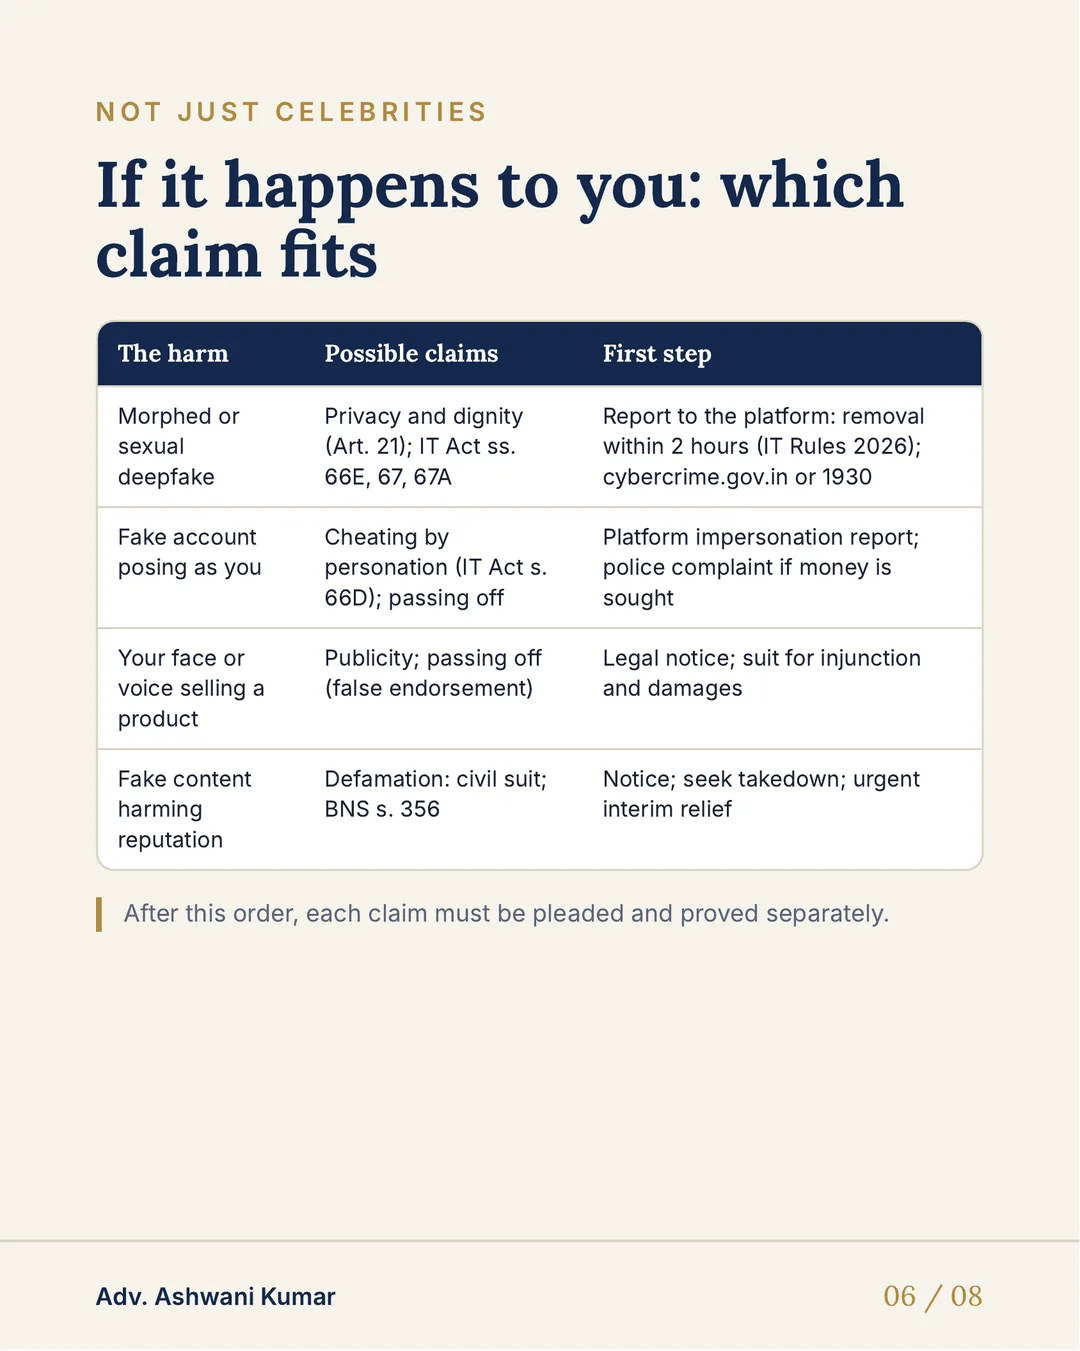 NOT JUST CELEBRITIES
If it happens to you: which
claim fits
The harm
Possible claims
First step
Morphed or
sexual
deepfake
Privacy and dignity
(Art. 21); IT Act ss.
66E, 67, 67A
Report to the platform: removal
within 2 hours (IT Rules 2026);
cybercrime.gov.in or 1930
Fake account
posing as you
Cheating by
personation (IT Act s.
66D); passing off
Platform impersonation report;
police complaint if money is
sought
Your face or
voice selling a
product
Publicity; passing off
(false endorsement)
Legal notice; suit for injunction
and damages
Fake content
harming
reputation
Defamation: civil suit;
BNS s. 356
Notice; seek takedown; urgent
interim relief
After this order, each claim must be pleaded and proved separately.
Adv. Ashwani Kumar
06 / 08